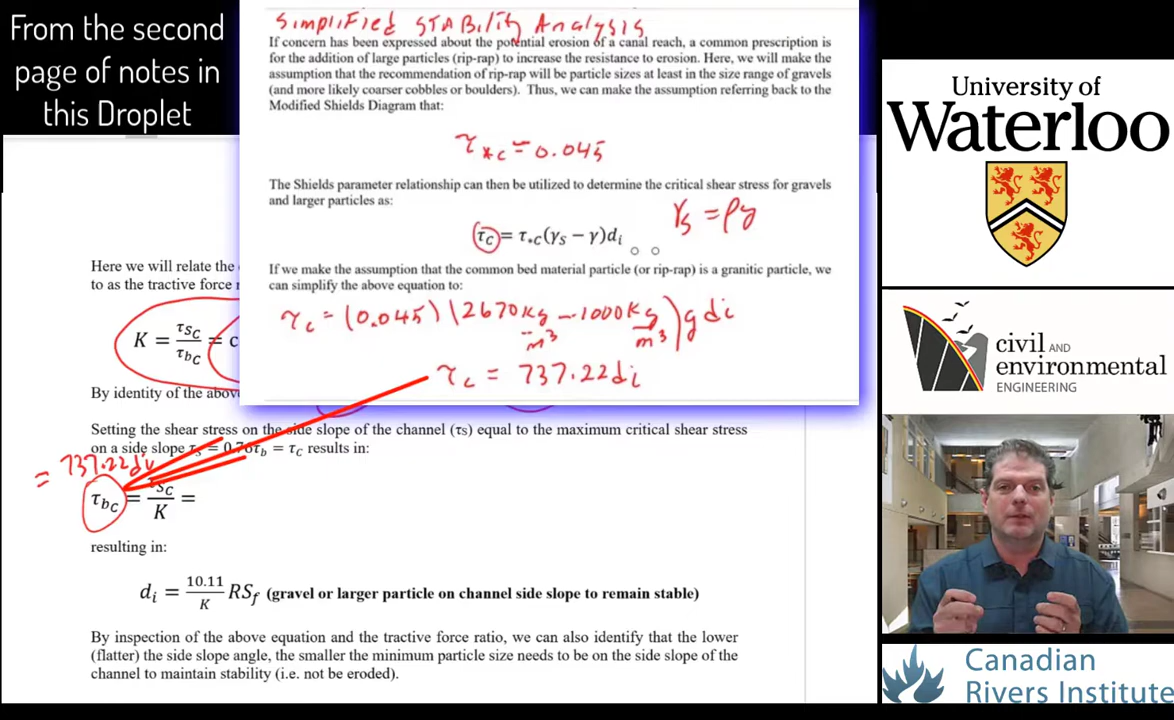 From the second
page of notes in
this Droplet
SIMPLIFIED STABILITY ANALYSIS
If concern has been expressed about the potential erosion of a canal reach, a common prescription is
for the addition of large particles (rip-rap) to increase the resistance to erosion. Here, we will make the
assumption that the recommendation of rip-rap will be particle sizes at least in the size range of gravels
(and more likely coarser cobbles or boulders). Thus, we can make the assumption referring back to the
Modified Shields Diagram that:
τ*c = 0.045
The Shields parameter relationship can then be utilized to determine the critical shear stress for gravels
and larger particles as:
γs = ρg
τc = τ*c(γS − γ)di
If we make the assumption that the common bed material particle (or rip-rap) is a granitic particle, we
can simplify the above equation to:
τc = (0.045)(2670 kg/m³ − 1000 kg/m³)g di
τc = 737.22di
Here we will relate the
to as the tractive force
K = τSc/τbc = c
By identity of the abov
Setting the shear stress on the side slope of the channel (τS) equal to the maximum critical shear stress
on a side slope τs = 0.76τb = τc results in:
= 737.22di
τbc = τSc/K =
resulting in:
di = 10.11/K RSf (gravel or larger particle on channel side slope to remain stable)
By inspection of the above equation and the tractive force ratio, we can also identify that the lower
(flatter) the side slope angle, the smaller the minimum particle size needs to be on the side slope of the
channel to maintain stability (i.e. not be eroded).
University of
Waterloo
civil AND
environmental
ENGINEERING
Canadian
Rivers Institute